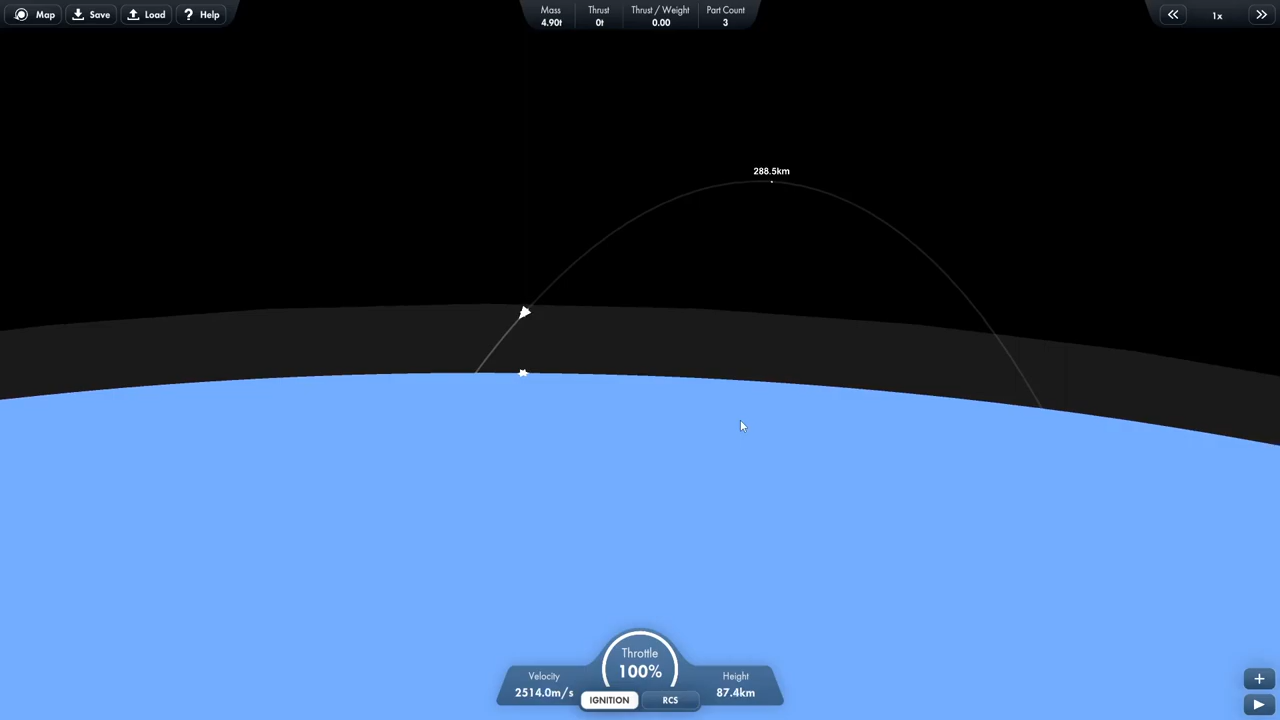 Map
Save
Load
? Help
Mass
4.90t
Thrust
0t
Thrust / Weight
0.00
Part Count
3
1x
288.5km
Throttle
100%
Velocity
2514.0m/s
IGNITION
RCS
Height
87.4km